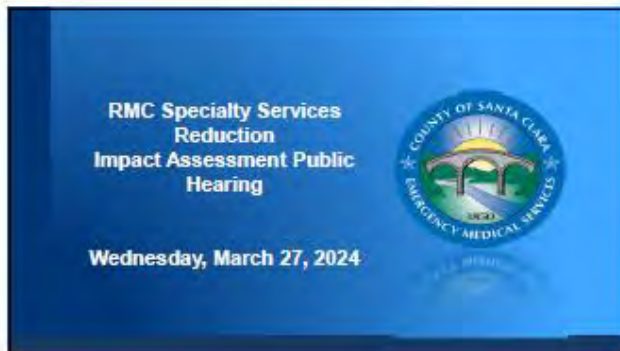 RMC Specialty Services
Reduction
Impact Assessment Public
Hearing
Wednesday, March 27, 2024
COUNTY OF SANTA CLARA
EMERGENCY MEDICAL SERVICES